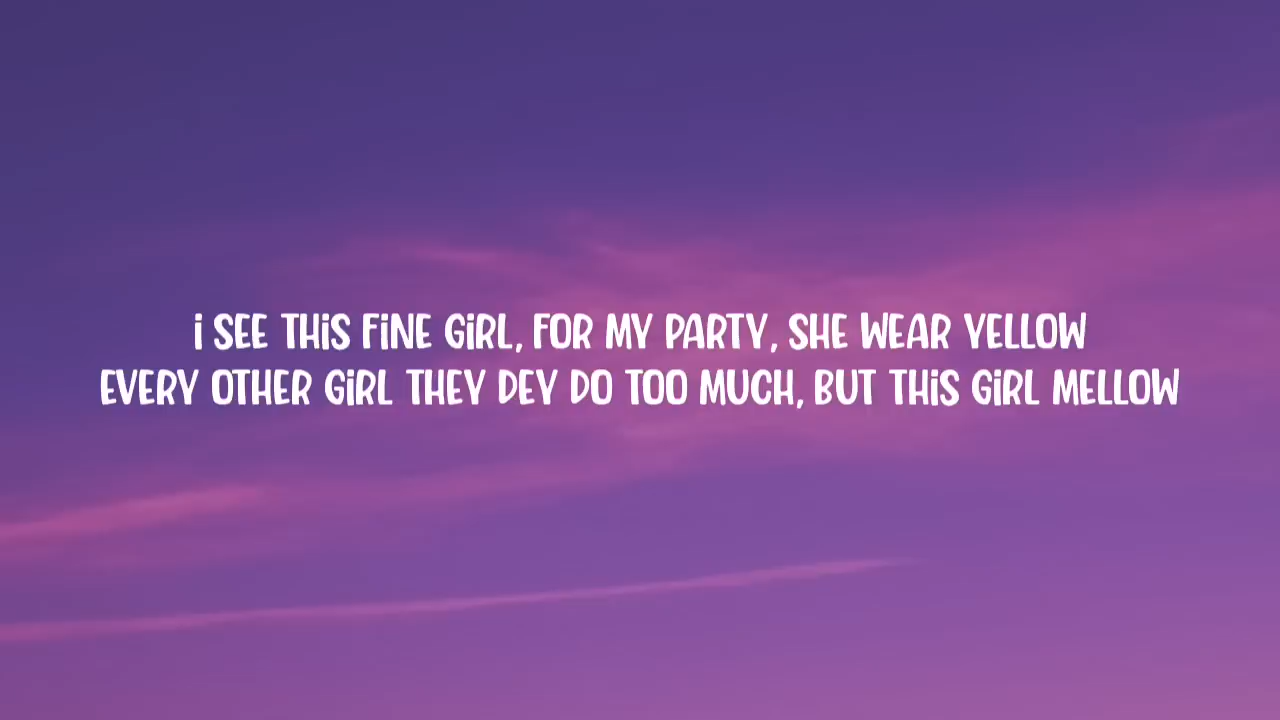 i SEE THiS FiNE GiRL, FOR MY PARTY, SHE WEAR YELLOW
EVERY OTHER GiRL THEY DEY DO TOO MUCH, BUT THiS GiRL MELLOW